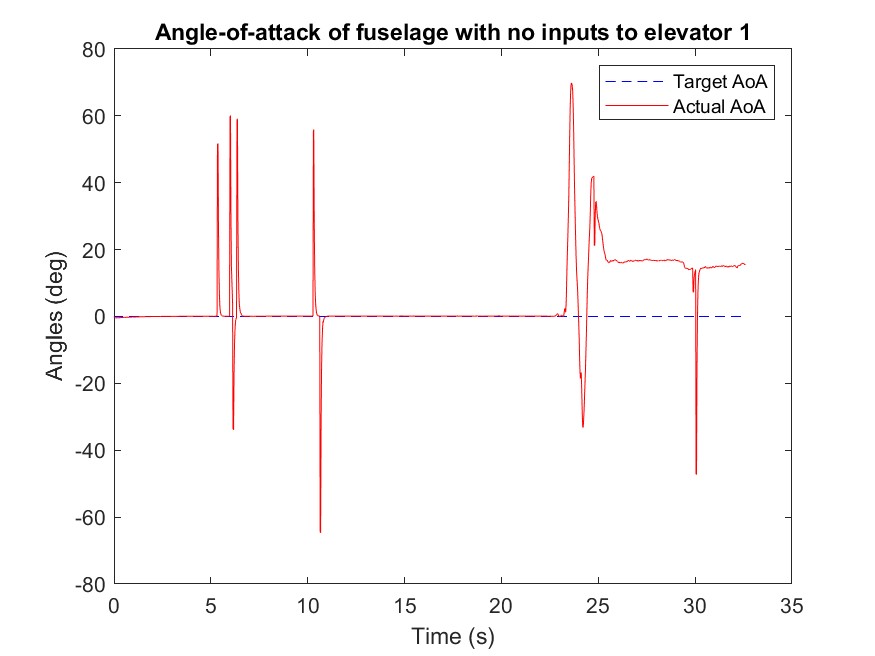 Angle-of-attack of fuselage with no inputs to elevator 1
80
60
40
20
0
-20
-40
-60
-80
Angles (deg)
Target AoA
Actual AoA
0 5 10 15 20 25 30 35
Time (s)